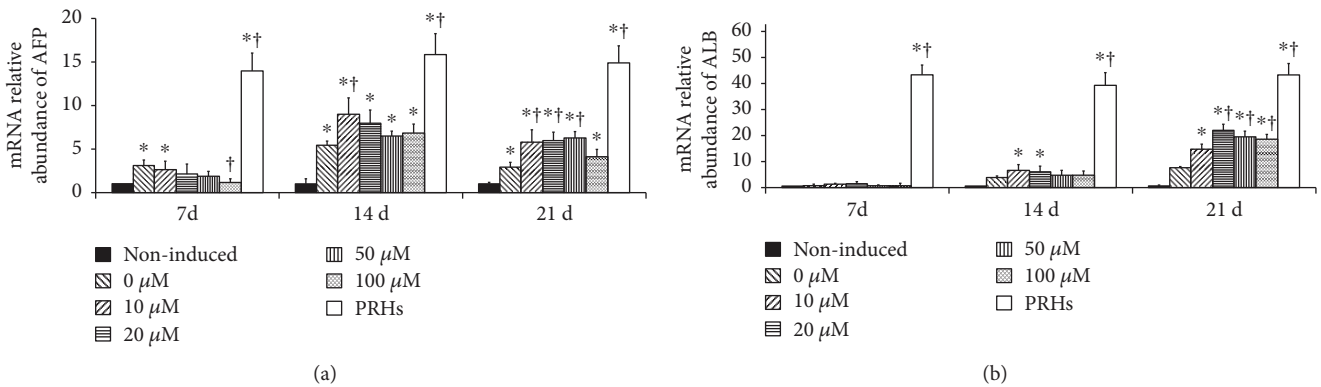 mRNA relative
abundance of AFP
20
15
10
5
0
* * † *†
* *† * * * *†
* *† *† *† * *†
7d 14 d 21 d
Non-induced
0 µM
10 µM
20 µM
50 µM
100 µM
PRHs
(a)
mRNA relative
abundance of ALB
60
50
40
30
20
10
0
*†
* * *†
* *† *† *† *†
7d 14 d 21 d
Non-induced
0 µM
10 µM
20 µM
50 µM
100 µM
PRHs
(b)